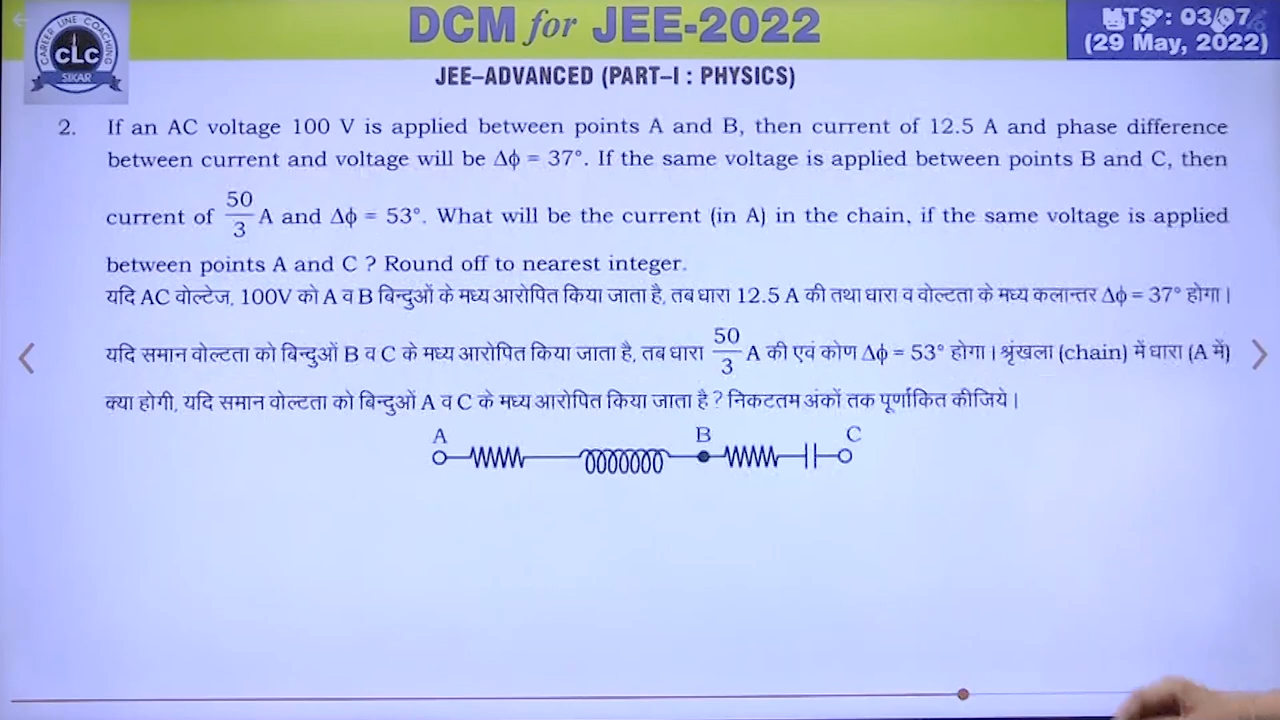 DCM for JEE-2022
(29 May, 2022)
CAREER LINE COACHING
CLC
SIKAR
JEE–ADVANCED (PART–I : PHYSICS)
2. If an AC voltage 100 V is applied between points A and B, then current of 12.5 A and phase difference
between current and voltage will be Δϕ = 37°. If the same voltage is applied between points B and C, then
current of 50/3 A and Δϕ = 53°. What will be the current (in A) in the chain, if the same voltage is applied
between points A and C ? Round off to nearest integer.
यदि AC वोल्टेज, 100V को A व B बिन्दुओं के मध्य आरोपित किया जाता है, तब धारा 12.5 A की तथा धारा व वोल्टता के मध्य कलान्तर Δϕ = 37° होगा।
यदि समान वोल्टता को बिन्दुओं B व C के मध्य आरोपित किया जाता है, तब धारा 50/3 A की एवं कोण Δϕ = 53° होगा। श्रृंखला (chain) में धारा (A में)
क्या होगी, यदि समान वोल्टता को बिन्दुओं A व C के मध्य आरोपित किया जाता है ? निकटतम अंकों तक पूर्णांकित कीजिये।
A B C